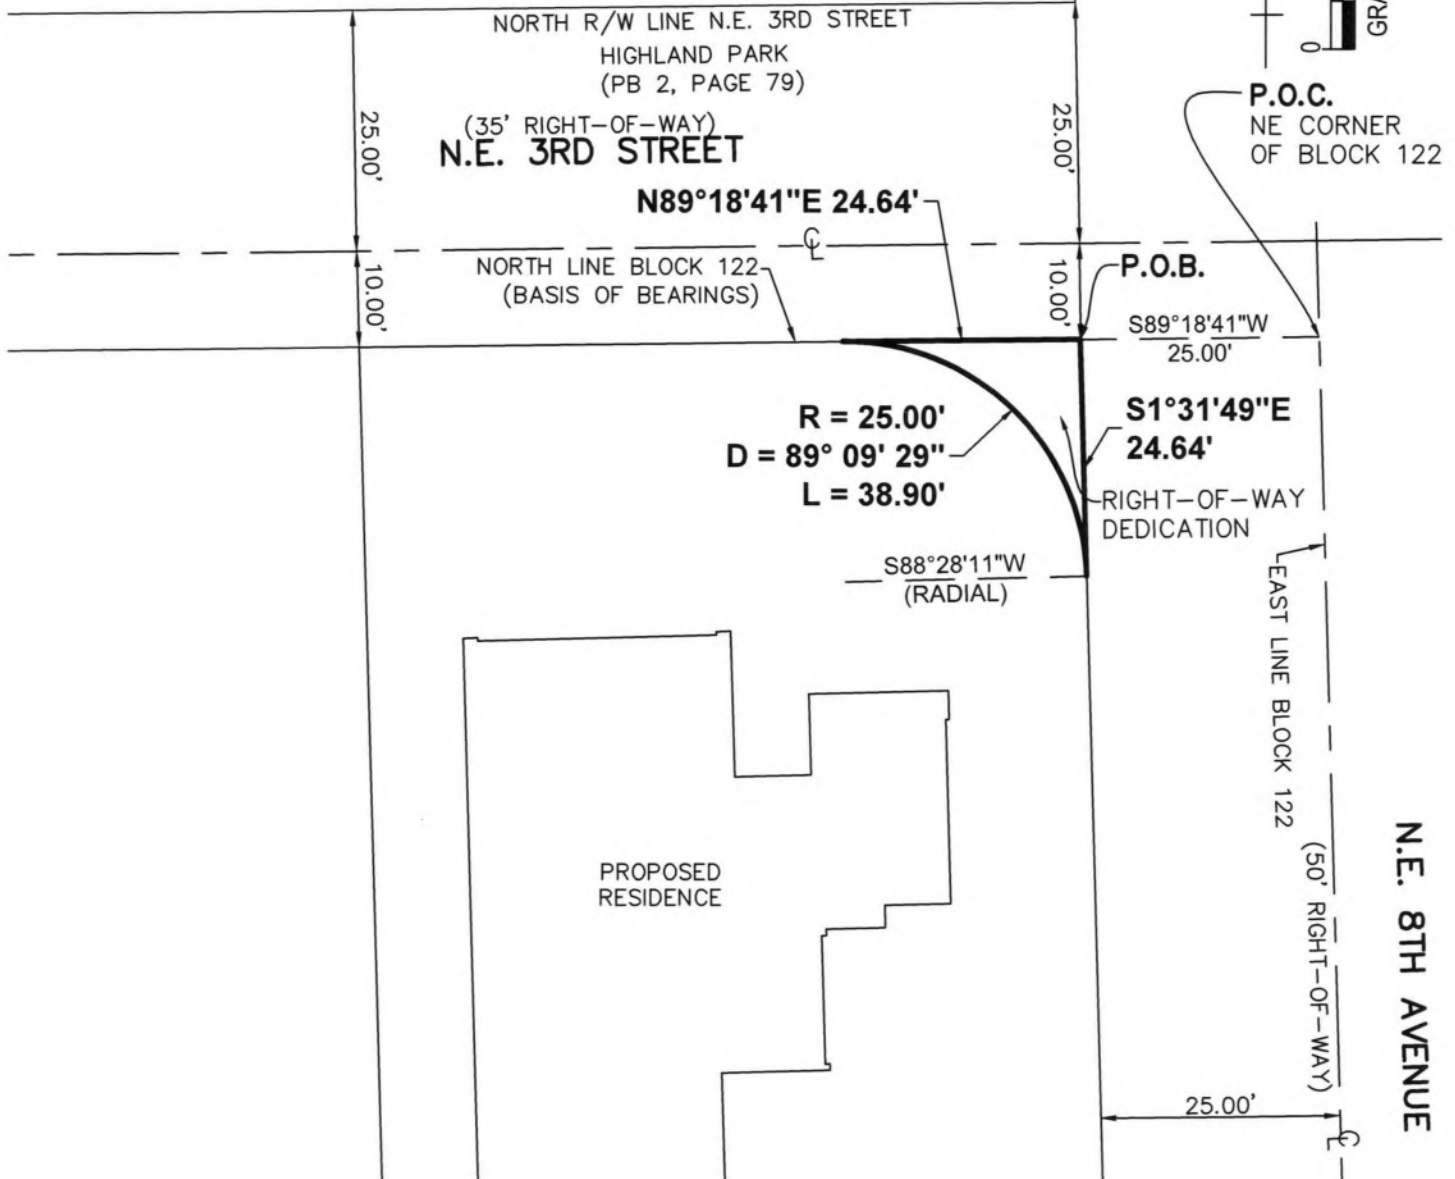 NORTH R/W LINE N.E. 3RD STREET
HIGHLAND PARK
(PB 2, PAGE 79)
(35' RIGHT-OF-WAY)
N.E. 3RD STREET
25.00'
25.00'
0
P.O.C.
NE CORNER
OF BLOCK 122
N89°18'41"E 24.64'
℄
NORTH LINE BLOCK 122
(BASIS OF BEARINGS)
10.00'
10.00'
P.O.B.
S89°18'41"W
25.00'
R = 25.00'
D = 89° 09' 29"
L = 38.90'
S1°31'49"E
24.64'
RIGHT-OF-WAY
DEDICATION
S88°28'11"W
(RADIAL)
EAST LINE BLOCK 122
PROPOSED
RESIDENCE
(50' RIGHT-OF-WAY)
N.E. 8TH AVENUE
25.00'
℄